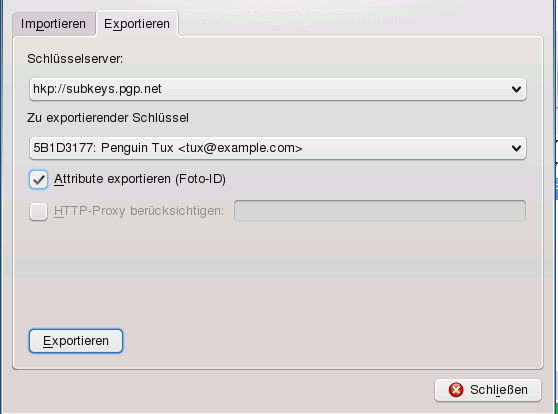 Importieren Exportieren
Schlüsselserver:
hkp://subkeys.pgp.net
Zu exportierender Schlüssel
5B1D3177: Penguin Tux <tux@example.com>
Attribute exportieren (Foto-ID)
HTTP-Proxy berücksichtigen:
Exportieren
Schließen